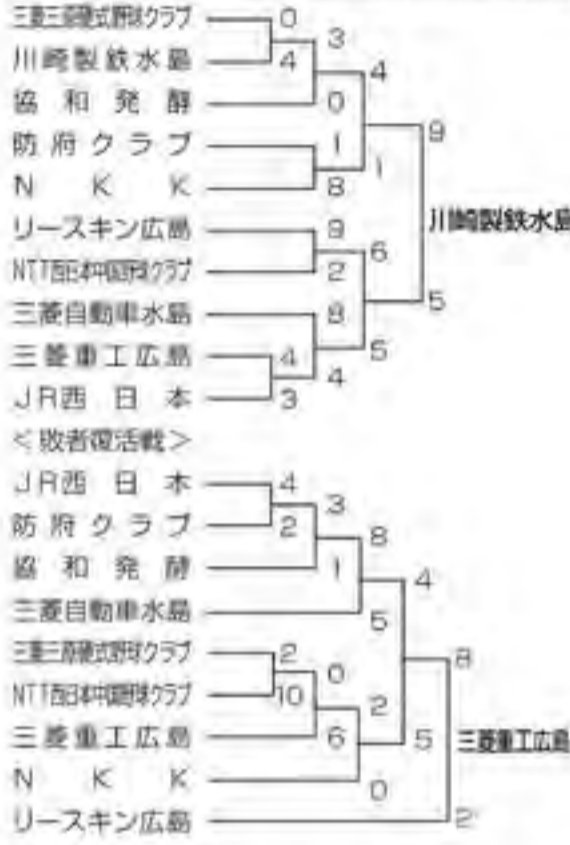 三菱三原硬式野球クラブ 0
川崎製鉄水島 4 3
協和発酵 0 4
防府クラブ 1
NKK 8 1 9
川崎製鉄水島
リースキン広島 9
NTT西日本中国野球クラブ 2 6
三菱自動車水島 8 5
三菱重工広島 4 4 5
JR西日本 3
<敗者復活戦>
JR西日本 4
防府クラブ 2 3
協和発酵 1 8
三菱自動車水島 5 4
三菱三原硬式野球クラブ 2
NTT西日本中国野球クラブ 10 0
三菱重工広島 6 2
NKK 0 5 8
三菱重工広島
リースキン広島 2